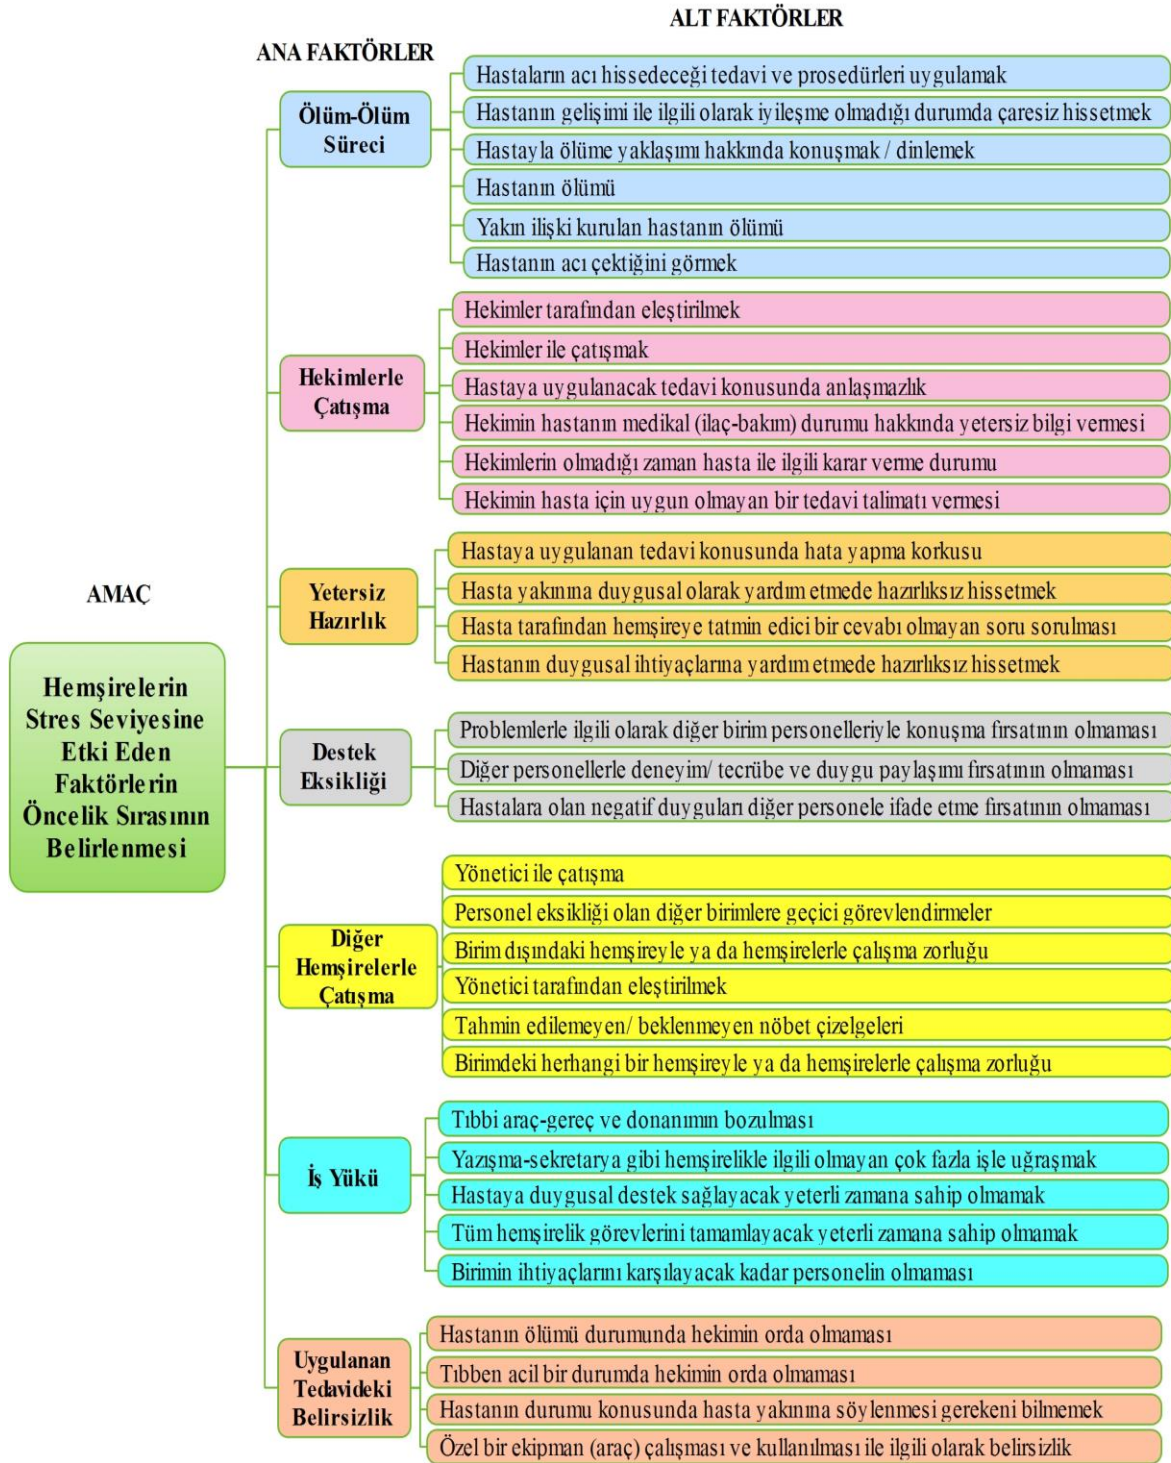 ALT FAKTÖRLER
ANA FAKTÖRLER
AMAÇ
Hemşirelerin
Stres Seviyesine
Etki Eden
Faktörlerin
Öncelik Sırasının
Belirlenmesi
Ölüm-Ölüm
Süreci
Hastaların acı hissedeceği tedavi ve prosedürleri uygulamak
Hastanın gelişimi ile ilgili olarak iyileşme olmadığı durumda çaresiz hissetmek
Hastayla ölüme yaklaşımı hakkında konuşmak / dinlemek
Hastanın ölümü
Yakın ilişki kurulan hastanın ölümü
Hastanın acı çektiğini görmek
Hekimlerle
Çatışma
Hekimler tarafından eleştirilmek
Hekimler ile çatışmak
Hastaya uygulanacak tedavi konusunda anlaşmazlık
Hekimin hastanın medikal (ilaç-bakım) durumu hakkında yetersiz bilgi vermesi
Hekimlerin olmadığı zaman hasta ile ilgili karar verme durumu
Hekimin hasta için uygun olmayan bir tedavi talimatı vermesi
Yetersiz
Hazırlık
Hastaya uygulanan tedavi konusunda hata yapma korkusu
Hasta yakınına duygusal olarak yardım etmede hazırlıksız hissetmek
Hasta tarafından hemşireye tatmin edici bir cevabı olmayan soru sorulması
Hastanın duygusal ihtiyaçlarına yardım etmede hazırlıksız hissetmek
Destek
Eksikliği
Problemlerle ilgili olarak diğer birim personelleriyle konuşma fırsatının olmaması
Diğer personellerle deneyim/ tecrübe ve duygu paylaşımı fırsatının olmaması
Hastalara olan negatif duyguları diğer personele ifade etme fırsatının olmaması
Diğer
Hemşirelerle
Çatışma
Yönetici ile çatışma
Personel eksikliği olan diğer birimlere geçici görevlendirmeler
Birim dışındaki hemşireyle ya da hemşirelerle çalışma zorluğu
Yönetici tarafından eleştirilmek
Tahmin edilemeyen/ beklenmeyen nöbet çizelgeleri
Birimdeki herhangi bir hemşireyle ya da hemşirelerle çalışma zorluğu
İş Yükü
Tıbbi araç-gereç ve donanımın bozulması
Yazışma-sekretarya gibi hemşirelikle ilgili olmayan çok fazla işle uğraşmak
Hastaya duygusal destek sağlayacak yeterli zamana sahip olmamak
Tüm hemşirelik görevlerini tamamlayacak yeterli zamana sahip olmamak
Birimin ihtiyaçlarını karşılayacak kadar personelin olmaması
Uygulanan
Tedavideki
Belirsizlik
Hastanın ölümü durumunda hekimin orda olmaması
Tıbben acil bir durumda hekimin orda olmaması
Hastanın durumu konusunda hasta yakınına söylenmesi gerekeni bilmemek
Özel bir ekipman (araç) çalışması ve kullanılması ile ilgili olarak belirsizlik